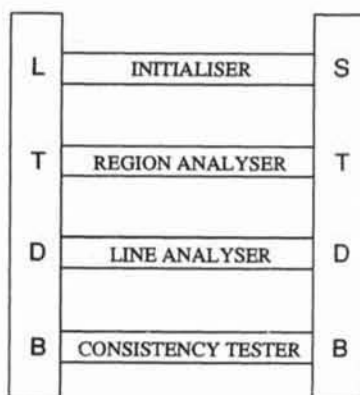 L INITIALISER S
T REGION ANALYSER T
D LINE ANALYSER D
B CONSISTENCY TESTER B